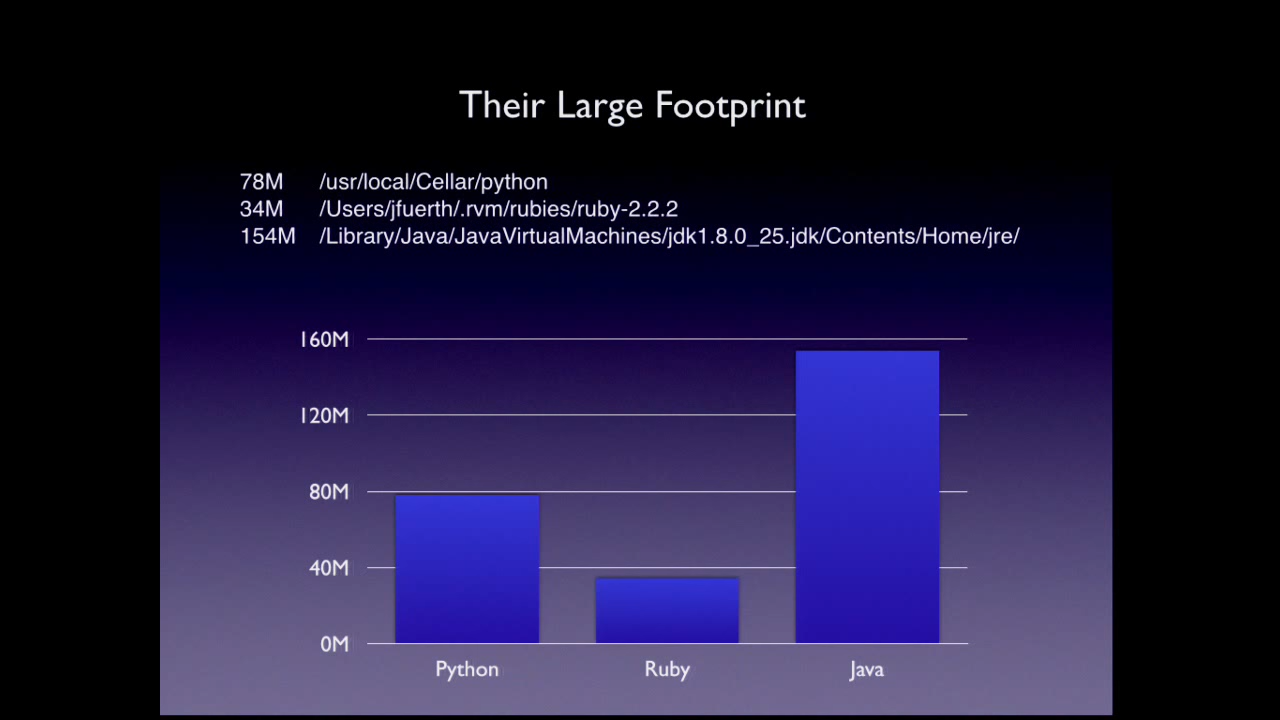 Their Large Footprint
78M /usr/local/Cellar/python
34M /Users/jfuerth/.rvm/rubies/ruby-2.2.2
154M /Library/Java/JavaVirtualMachines/jdk1.8.0_25.jdk/Contents/Home/jre/
160M
120M
80M
40M
0M
Python Ruby Java